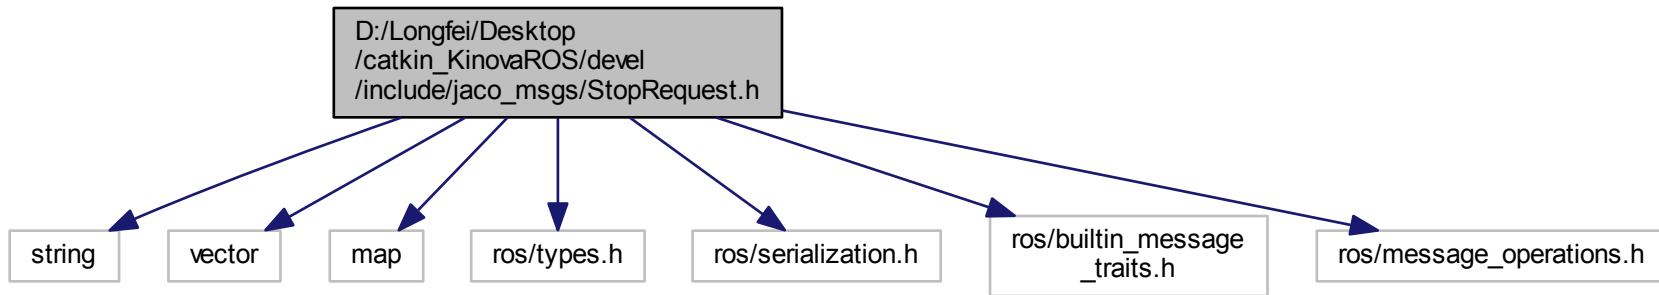 D:/Longfei/Desktop
/catkin_KinovaROS/devel
/include/jaco_msgs/StopRequest.h
string
vector
map
ros/types.h
ros/serialization.h
ros/builtin_message
_traits.h
ros/message_operations.h